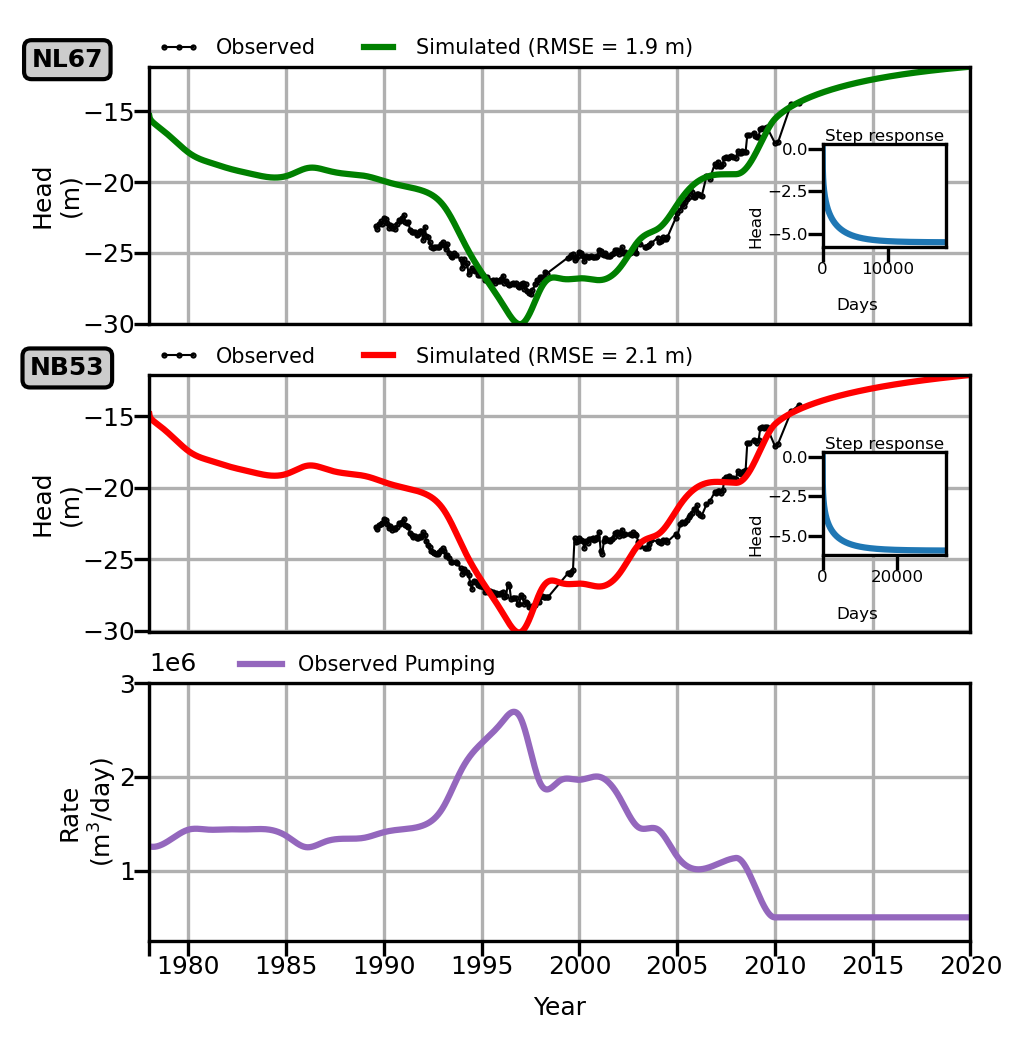 NL67
Observed
Simulated (RMSE = 1.9 m)
Head
(m)
−15
−20
−25
−30
Step response
Head
0.0
−2.5
−5.0
0
10000
Days
NB53
Observed
Simulated (RMSE = 2.1 m)
Head
(m)
−15
−20
−25
−30
Step response
Head
0.0
−2.5
−5.0
0
20000
Days
1e6
Observed Pumping
Rate
(m³/day)
3
2
1
1980 1985 1990 1995 2000 2005 2010 2015 2020
Year